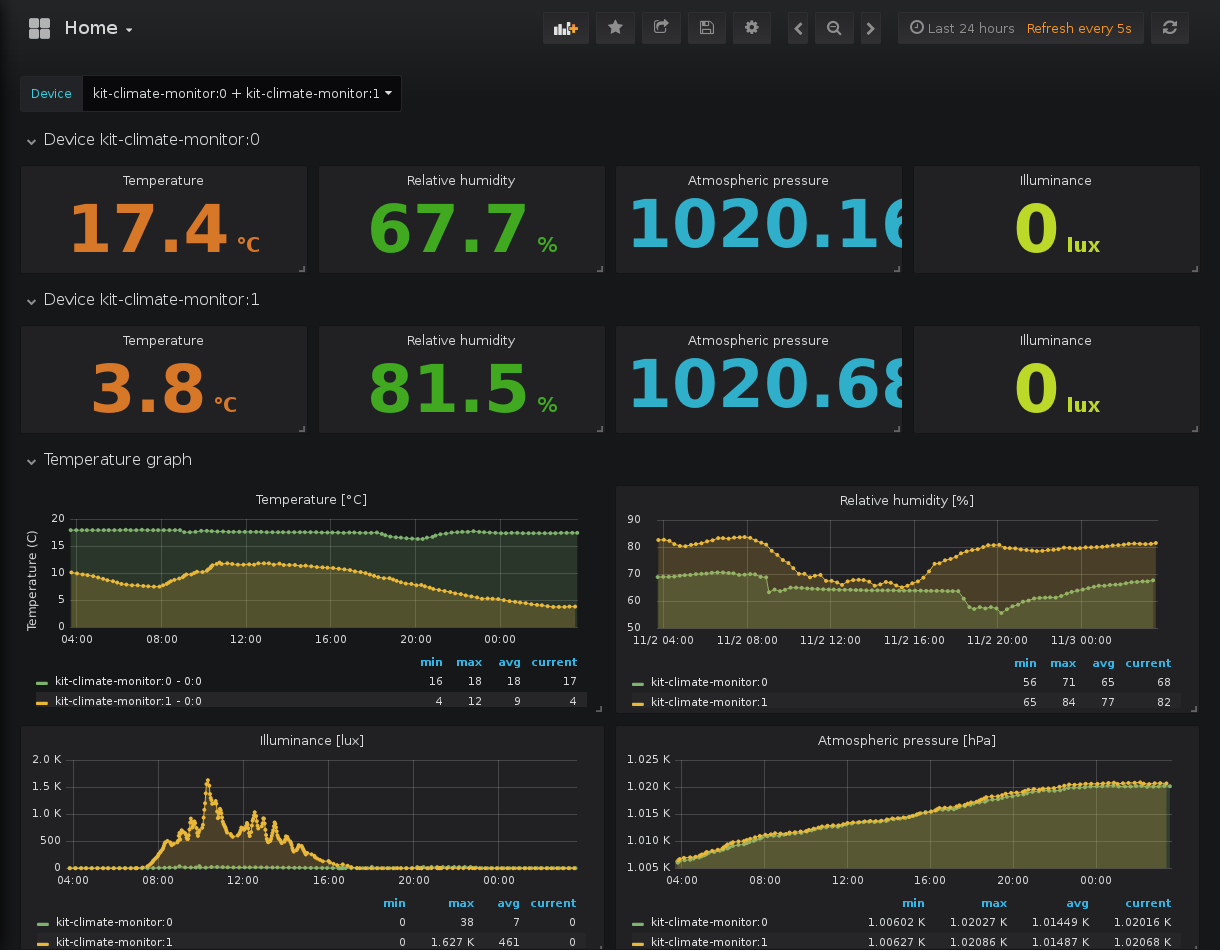 Home
Last 24 hours Refresh every 5s
Device kit-climate-monitor:0 + kit-climate-monitor:1
Device kit-climate-monitor:0
Temperature Relative humidity Atmospheric pressure Illuminance
17.4 °C 67.7 % 1020.16 0 lux
Device kit-climate-monitor:1
Temperature Relative humidity Atmospheric pressure Illuminance
3.8 °C 81.5 % 1020.68 0 lux
Temperature graph
Temperature [°C]
Temperature (C)
20
15
10
5
0
04:00 08:00 12:00 16:00 20:00 00:00
min max avg current
kit-climate-monitor:0 - 0:0 16 18 18 17
kit-climate-monitor:1 - 0:0 4 12 9 4
Relative humidity [%]
90
80
70
60
50
11/2 04:00 11/2 08:00 11/2 12:00 11/2 16:00 11/2 20:00 11/3 00:00
min max avg current
kit-climate-monitor:0 56 71 65 68
kit-climate-monitor:1 65 84 77 82
Illuminance [lux]
2.0 K
1.5 K
1.0 K
500
0
04:00 08:00 12:00 16:00 20:00 00:00
min max avg current
kit-climate-monitor:0 0 38 7 0
kit-climate-monitor:1 0 1.627 K 461 0
Atmospheric pressure [hPa]
1.025 K
1.020 K
1.015 K
1.010 K
1.005 K
04:00 08:00 12:00 16:00 20:00 00:00
min max avg current
kit-climate-monitor:0 1.00602 K 1.02027 K 1.01449 K 1.02016 K
kit-climate-monitor:1 1.00627 K 1.02086 K 1.01487 K 1.02068 K